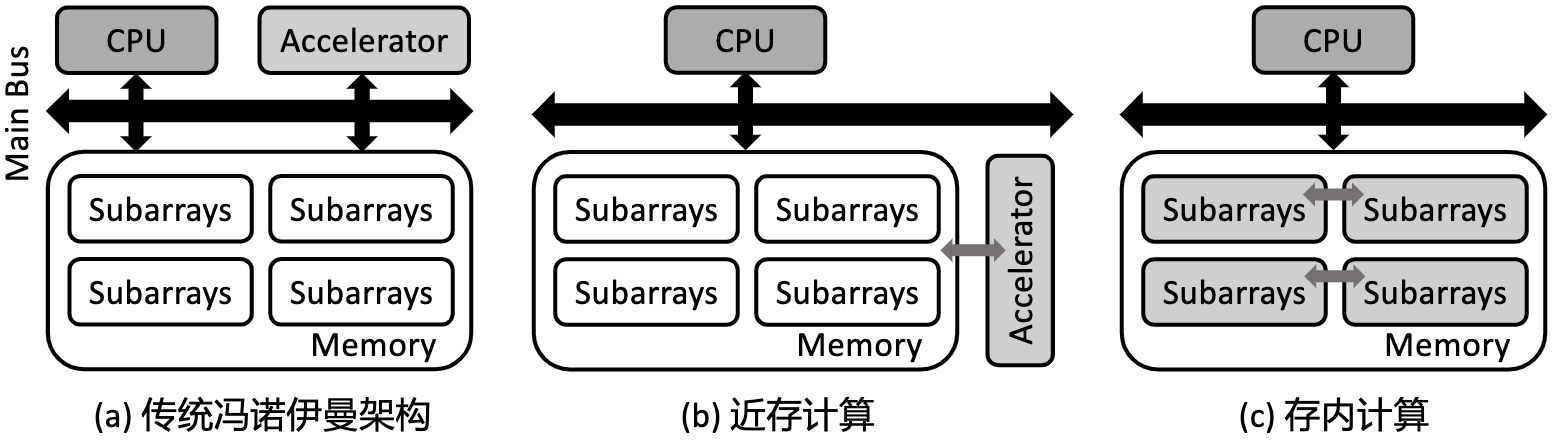 CPU
Accelerator
Main Bus
Subarrays
Subarrays
Subarrays
Subarrays
Memory
(a) 传统冯诺伊曼架构
CPU
Subarrays
Subarrays
Subarrays
Subarrays
Memory
Accelerator
(b) 近存计算
CPU
Subarrays
Subarrays
Subarrays
Subarrays
Memory
(c) 存内计算